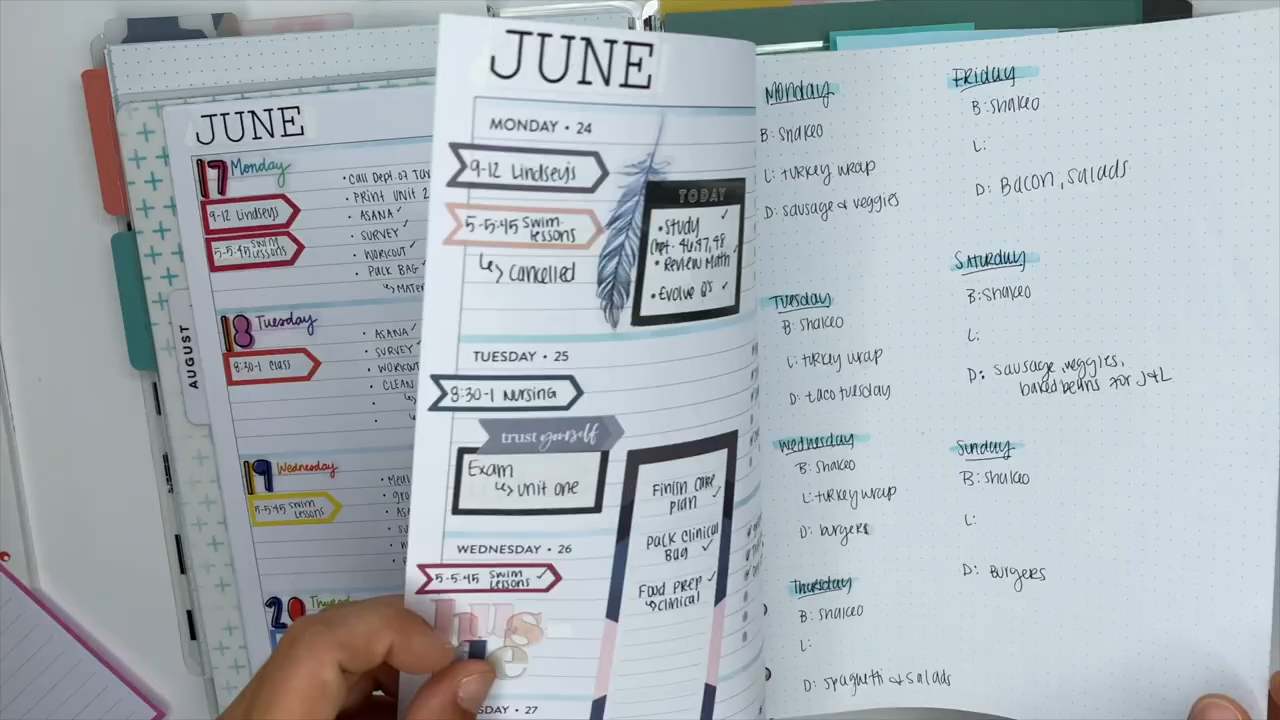 JUNE
17 Monday
9-12 Lindseys
5-5:45 Swim
lessons
• Call Dept. of Tax
• Print Unit 2
• ASANA ✓
• SURVEY ✓
• WORKOUT ✓
• PACK BAG ✓
18 Tuesday
8:30-1 Class
• ASANA ✓
• SURVEY ✓
• WORKOUT
• CLEAN
19 Wednesday
5-5:45 Swim
lessons
20
AUGUST
JUNE
MONDAY • 24
9-12 Lindsey's
5-5:45 Swim
lessons
↳ cancelled
TODAY
• Study ✓
Chpt. 46,47,48
• Review Math
• Evolve Q's ✓
TUESDAY • 25
8:30-1 Nursing
trust yourself
Exam
↳ Unit one
Finish Care
plan ✓
Pack Clinical
Bag ✓
Food Prep ✓
↳ Clinical
WEDNESDAY • 26
5-5:45 Swim ✓
lessons
27
Monday
B: Shakeo
L: turkey wrap
D: sausage & veggies
Tuesday
B: Shakeo
L: turkey wrap
D: taco tuesday
Wednesday
B: Shakeo
L: turkey wrap
D: burgers
Thursday
B: Shakeo
L:
D: spaghetti & salads
Friday
B: Shakeo
L:
D: Bacon, Salads
Saturday
B: Shakeo
L:
D: sausage, veggies,
baked beans for J & L
Sunday
B: Shakeo
L:
D: Burgers